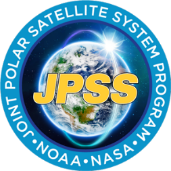 JOINT POLAR SATELLITE SYSTEM PROGRAM
JPSS
• NOAA • NASA •